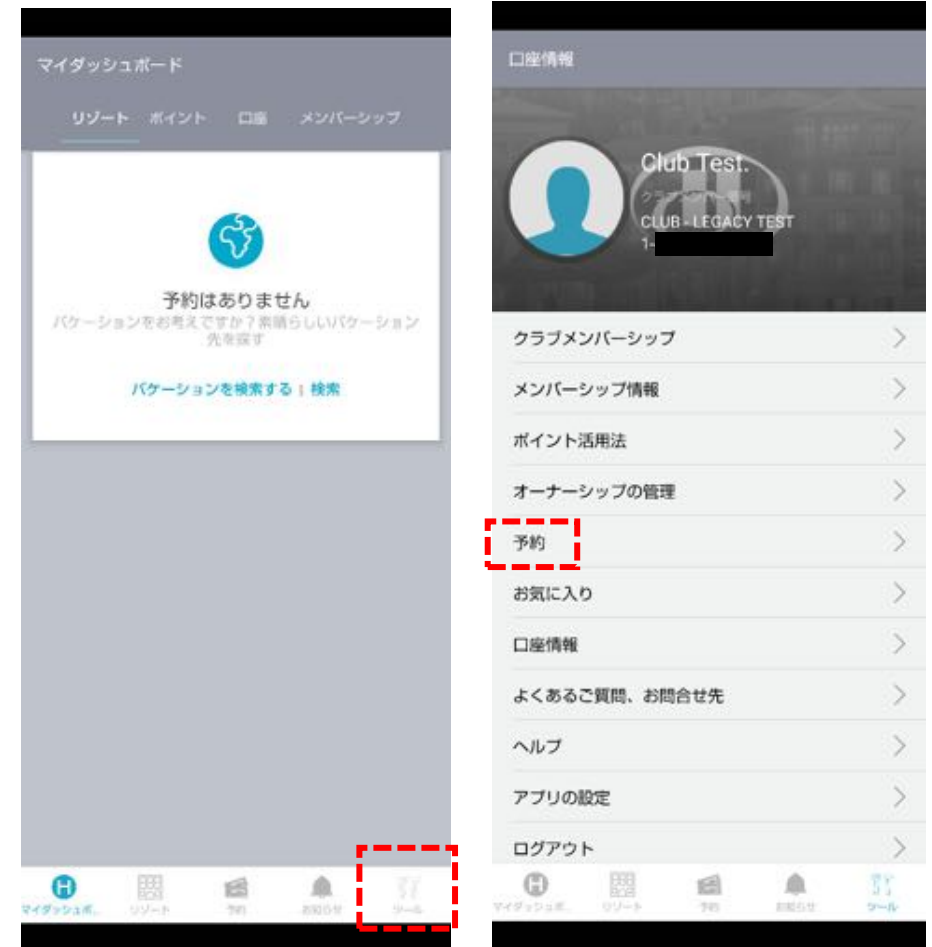 マイダッシュボード
リゾート ポイント 口座 メンバーシップ
予約はありません
バケーションをお考えですか？素晴らしいバケーション
先を探す
バケーションを検索する | 検索
マイダッシュボ... リゾート 予約 お知らせ ツール
口座情報
Club Test.
CLUB - LEGACY TEST
1-
クラブメンバーシップ
メンバーシップ情報
ポイント活用法
オーナーシップの管理
予約
お気に入り
口座情報
よくあるご質問、お問合せ先
ヘルプ
アプリの設定
ログアウト
マイダッシュボ... リゾート 予約 お知らせ ツール